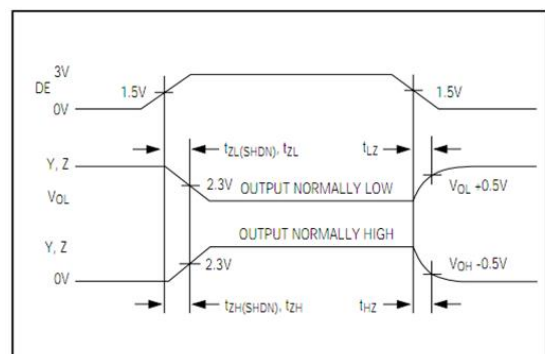 3V
DE
1.5V
1.5V
0V
tZL(SHDN), tZL
tLZ
Y, Z
2.3V
OUTPUT NORMALLY LOW
VOL +0.5V
VOL
OUTPUT NORMALLY HIGH
Y, Z
2.3V
VOH -0.5V
0V
tZH(SHDN), tZH
tHZ